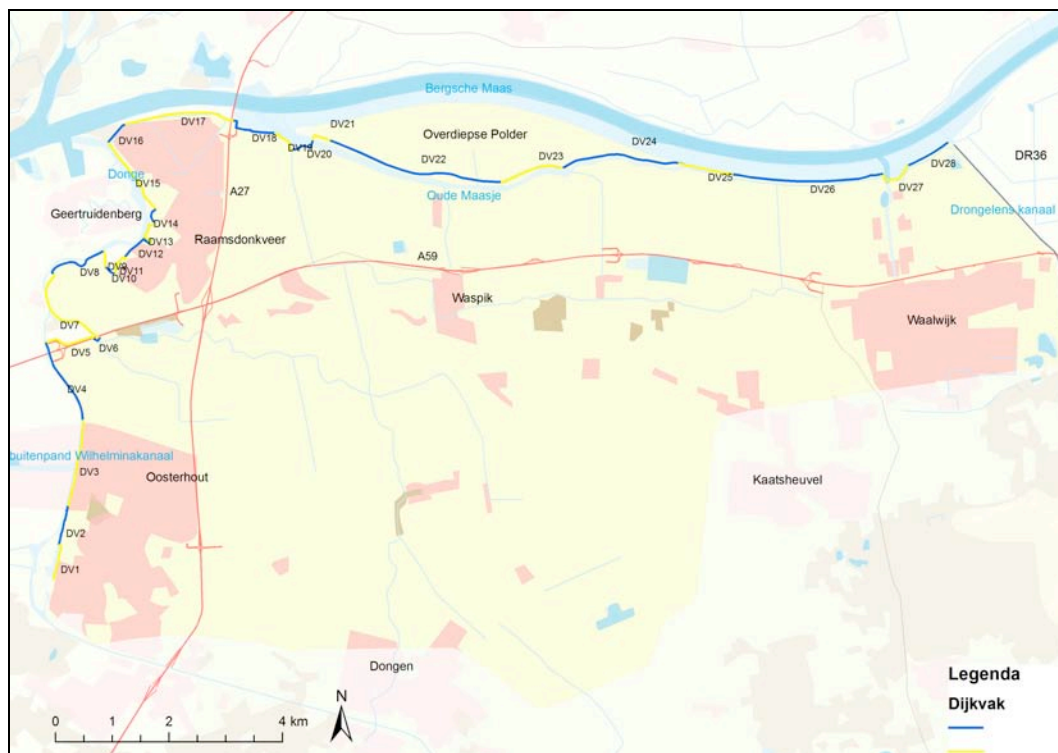 Bergsche Maas
DV17
DV21
DV16
DV18
Overdiepse Polder
DV19
DV20
DV24
DR36
DV22
DV23
DV28
Donge
DV25
DV27
DV15
A27
DV26
Oude Maasje
Geertruidenberg
DV14
Drongelens kanaal
Raamsdonkveer
DV13
DV12
A59
DV9
DV8
DV11
DV10
Waspik
Waalwijk
DV7
DV6
DV5
DV4
buitenpand Wilhelminakanaal
DV3
Oosterhout
Kaatsheuvel
DV2
DV1
Dongen
Legenda
N
Dijkvak
0 1 2 4 km